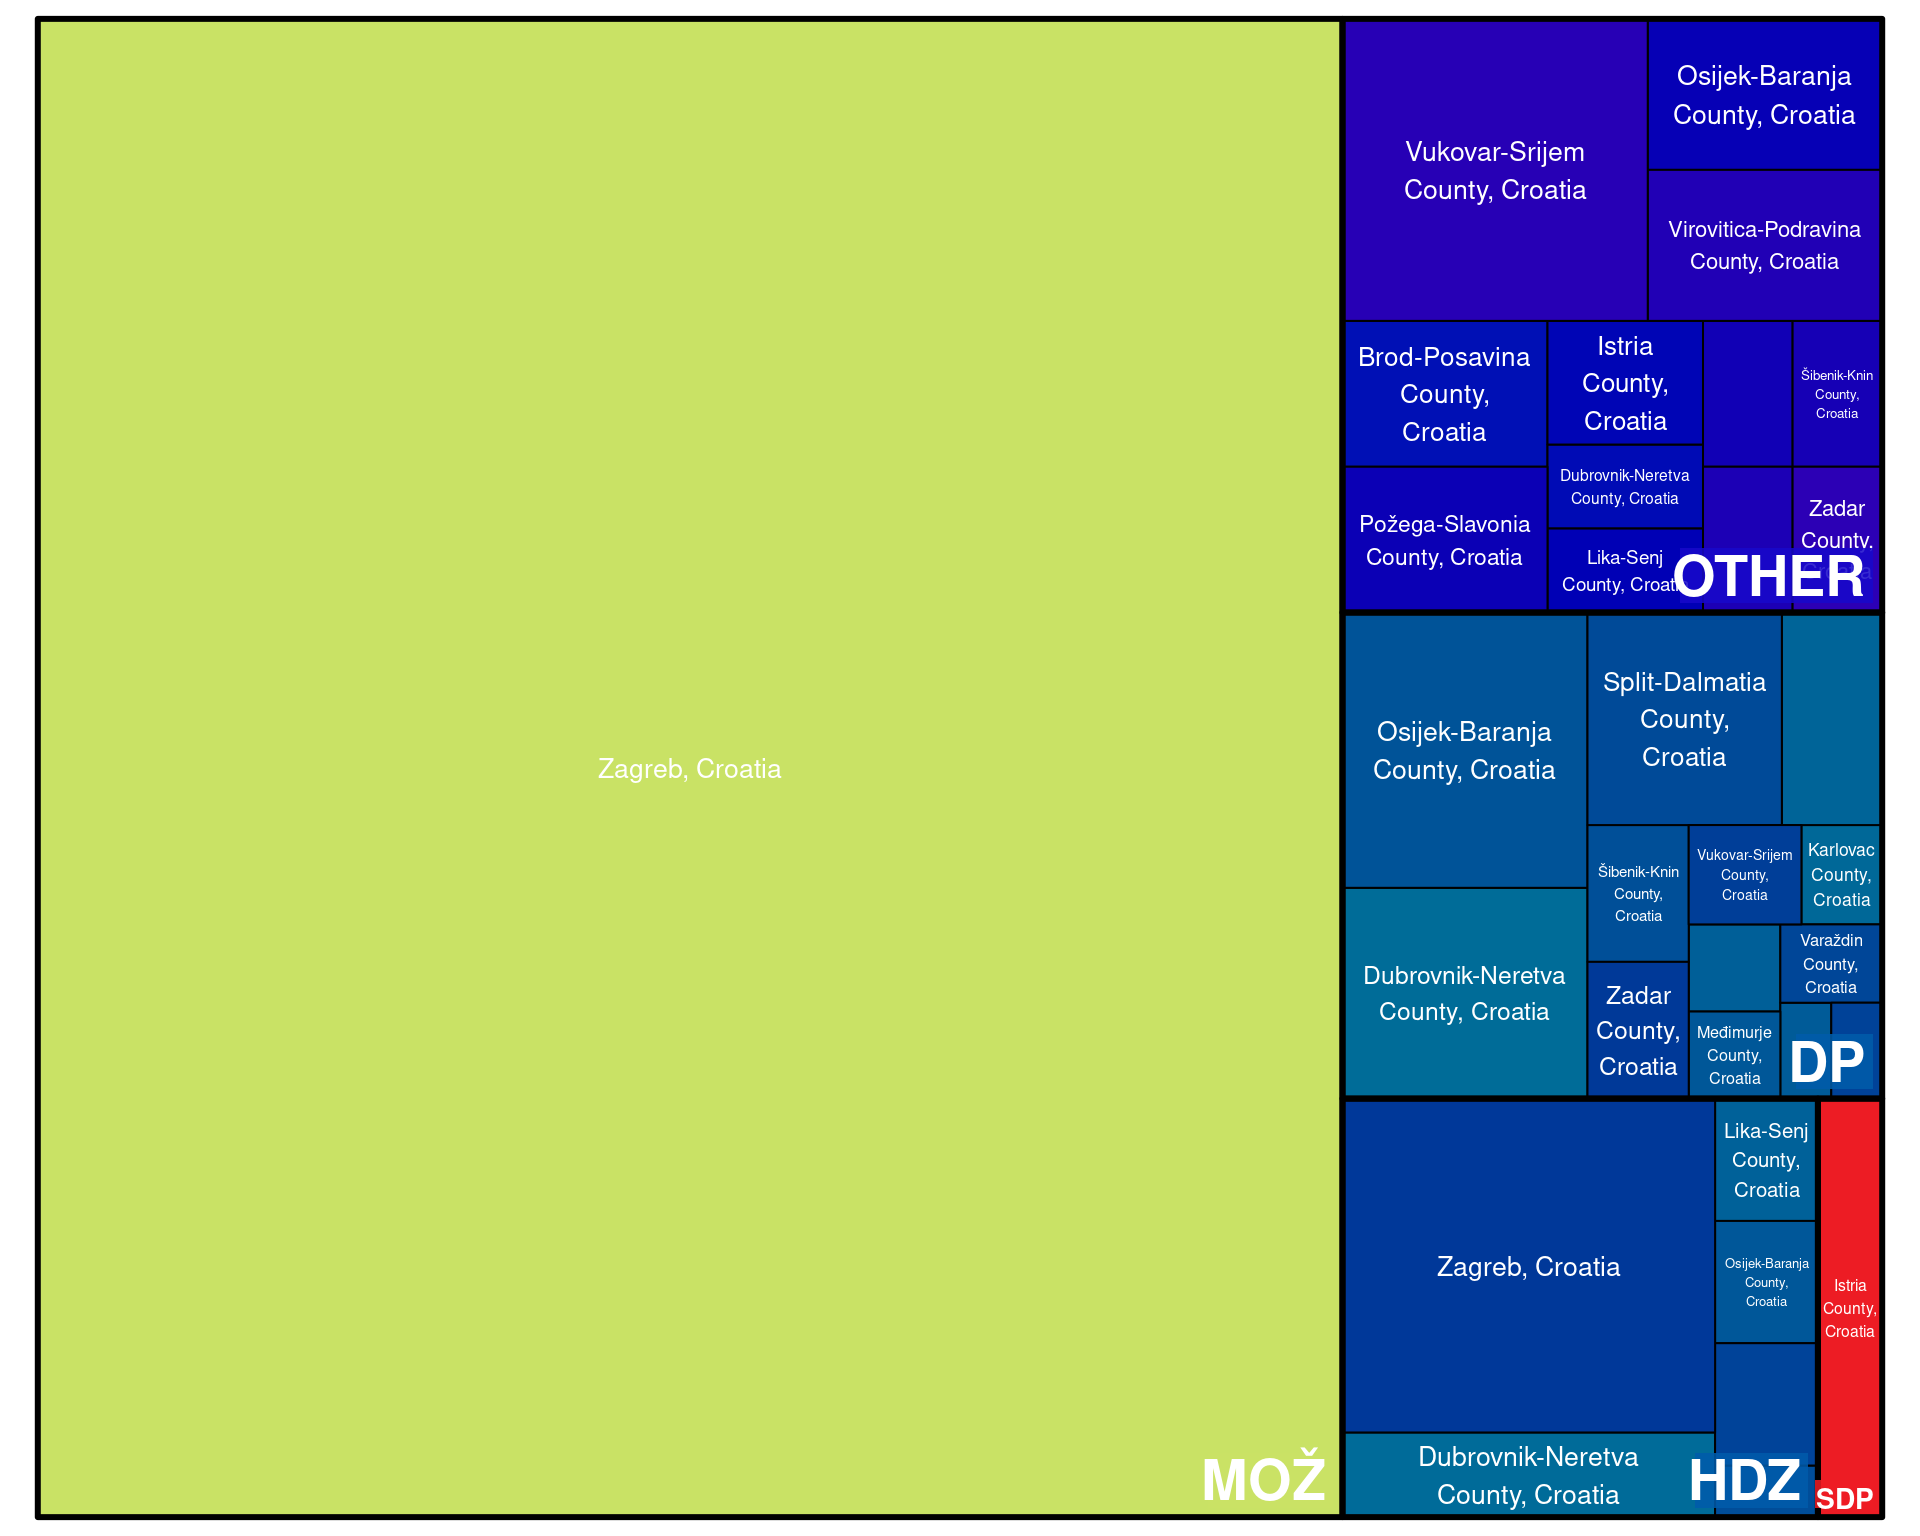 Zagreb, Croatia
MOŽ
Vukovar-Srijem
County, Croatia
Osijek-Baranja
County, Croatia
Virovitica-Podravina
County, Croatia
Brod-Posavina
County,
Croatia
Istria
County,
Croatia
Šibenik-Knin
County,
Croatia
Požega-Slavonia
County, Croatia
Dubrovnik-Neretva
County, Croatia
Lika-Senj
County, Croatia
Zadar
County,
Croatia
OTHER
Osijek-Baranja
County, Croatia
Split-Dalmatia
County,
Croatia
Dubrovnik-Neretva
County, Croatia
Šibenik-Knin
County,
Croatia
Vukovar-Srijem
County,
Croatia
Karlovac
County,
Croatia
Zadar
County,
Croatia
Varaždin
County,
Croatia
Međimurje
County,
Croatia
DP
Zagreb, Croatia
Lika-Senj
County,
Croatia
Osijek-Baranja
County,
Croatia
Dubrovnik-Neretva
County, Croatia
HDZ
Istria
County,
Croatia
SDP